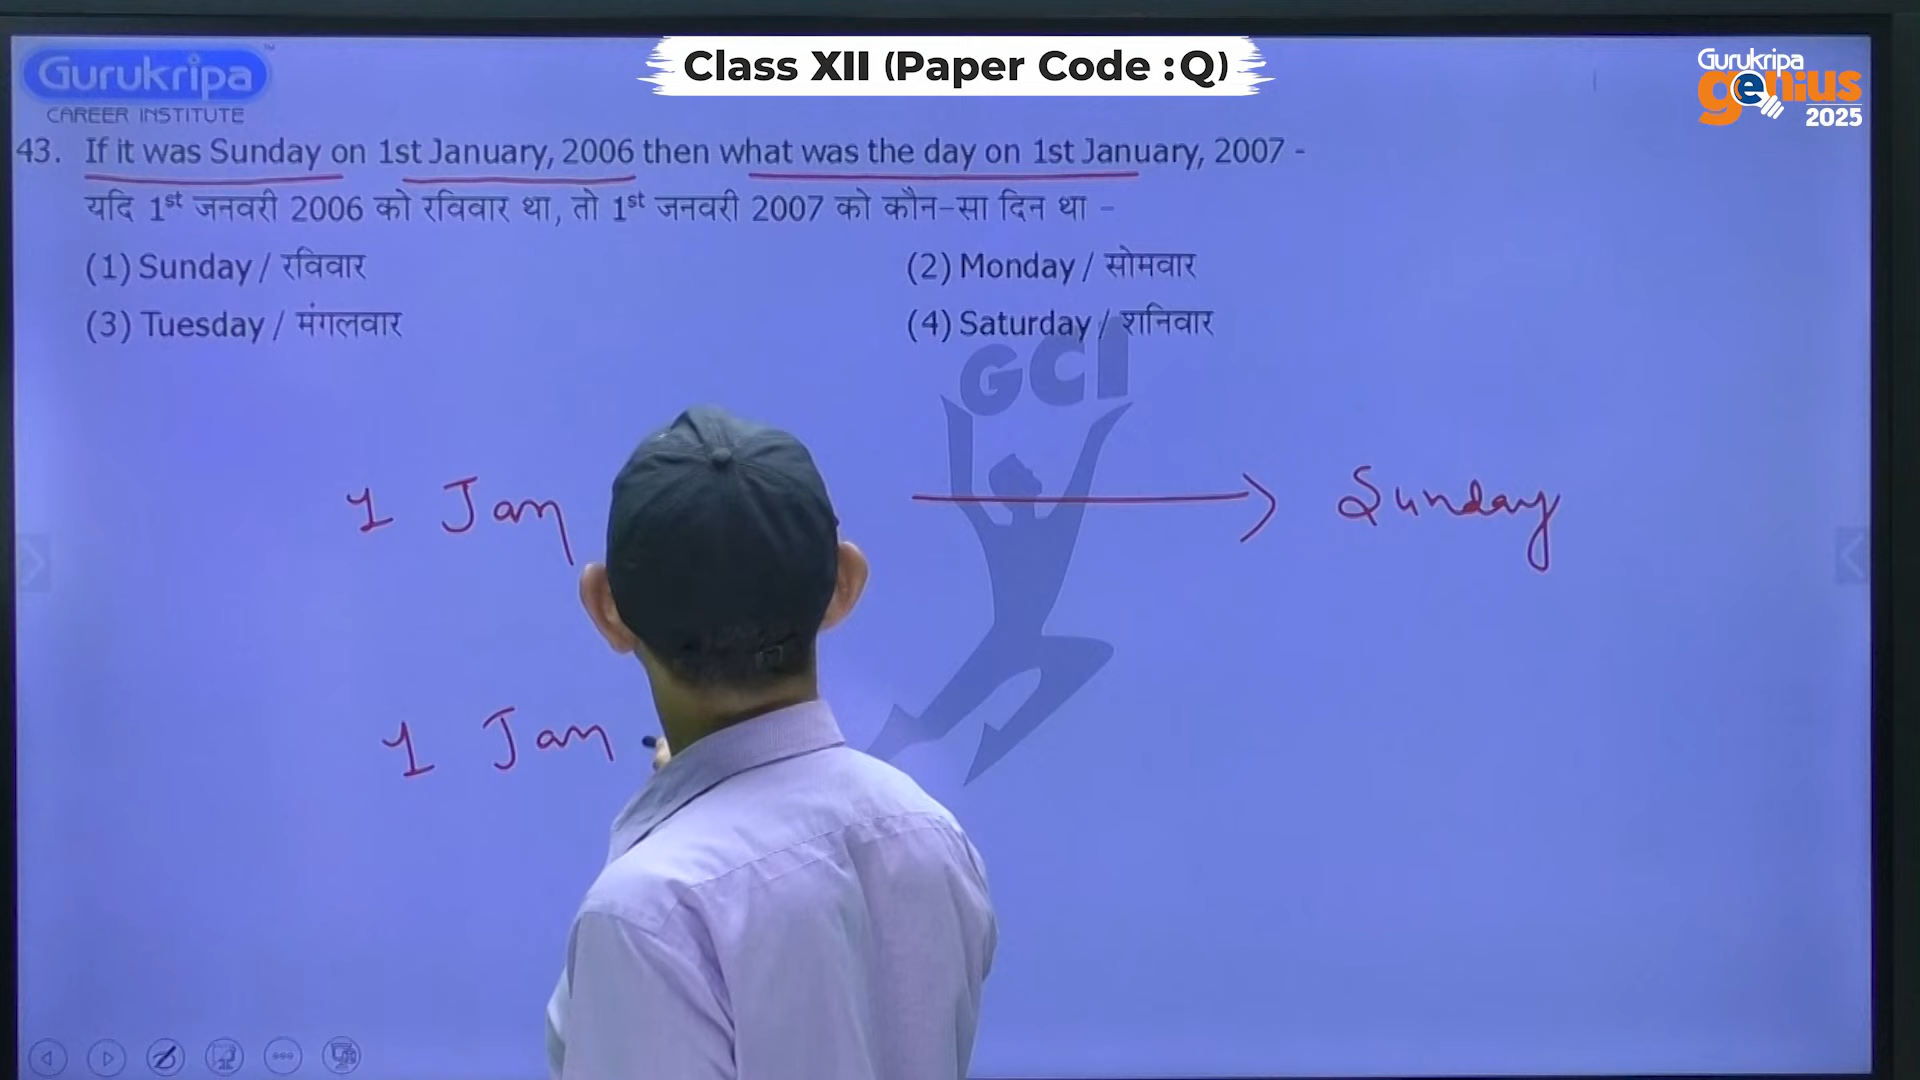 Class XII (Paper Code : Q)
Gurukripa
CAREER INSTITUTE
Gurukripa
genius
2025
43. If it was Sunday on 1st January, 2006 then what was the day on 1st January, 2007 -
यदि 1st जनवरी 2006 को रविवार था, तो 1st जनवरी 2007 को कौन-सा दिन था -
(1) Sunday / रविवार
(2) Monday / सोमवार
(3) Tuesday / मंगलवार
(4) Saturday / शनिवार
GCI
1 Jan
Sunday
1 Jan